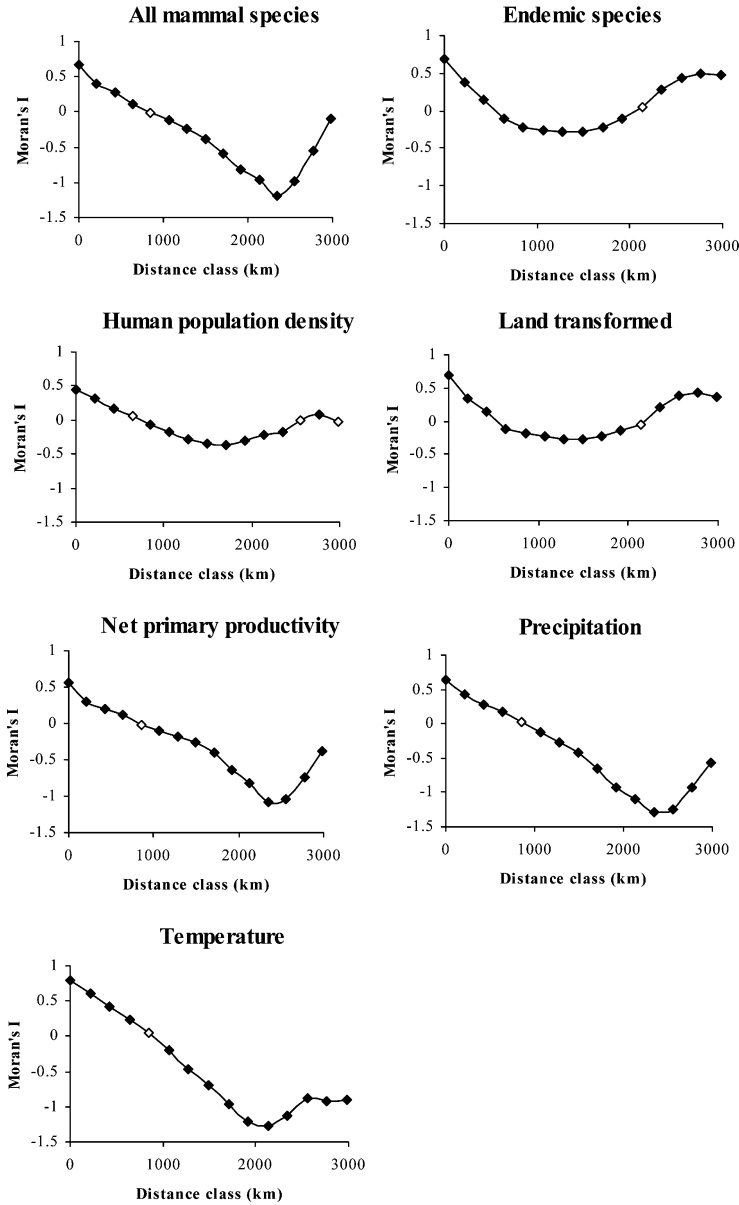 All mammal species
1
0.5
0
-0.5
-1
-1.5
Moran's I
0 1000 2000 3000
Distance class (km)
Endemic species
1
0.5
0
-0.5
-1
-1.5
Moran's I
0 1000 2000 3000
Distance class (km)
Human population density
1
0.5
0
-0.5
-1
-1.5
Moran's I
0 1000 2000 3000
Distance class (km)
Land transformed
1
0.5
0
-0.5
-1
-1.5
Moran's I
0 1000 2000 3000
Distance class (km)
Net primary productivity
1
0.5
0
-0.5
-1
-1.5
Moran's I
0 1000 2000 3000
Distance class (km)
Precipitation
1
0.5
0
-0.5
-1
-1.5
Moran's I
0 1000 2000 3000
Distance class (km)
Temperature
1
0.5
0
-0.5
-1
-1.5
Moran's I
0 1000 2000 3000
Distance class (km)